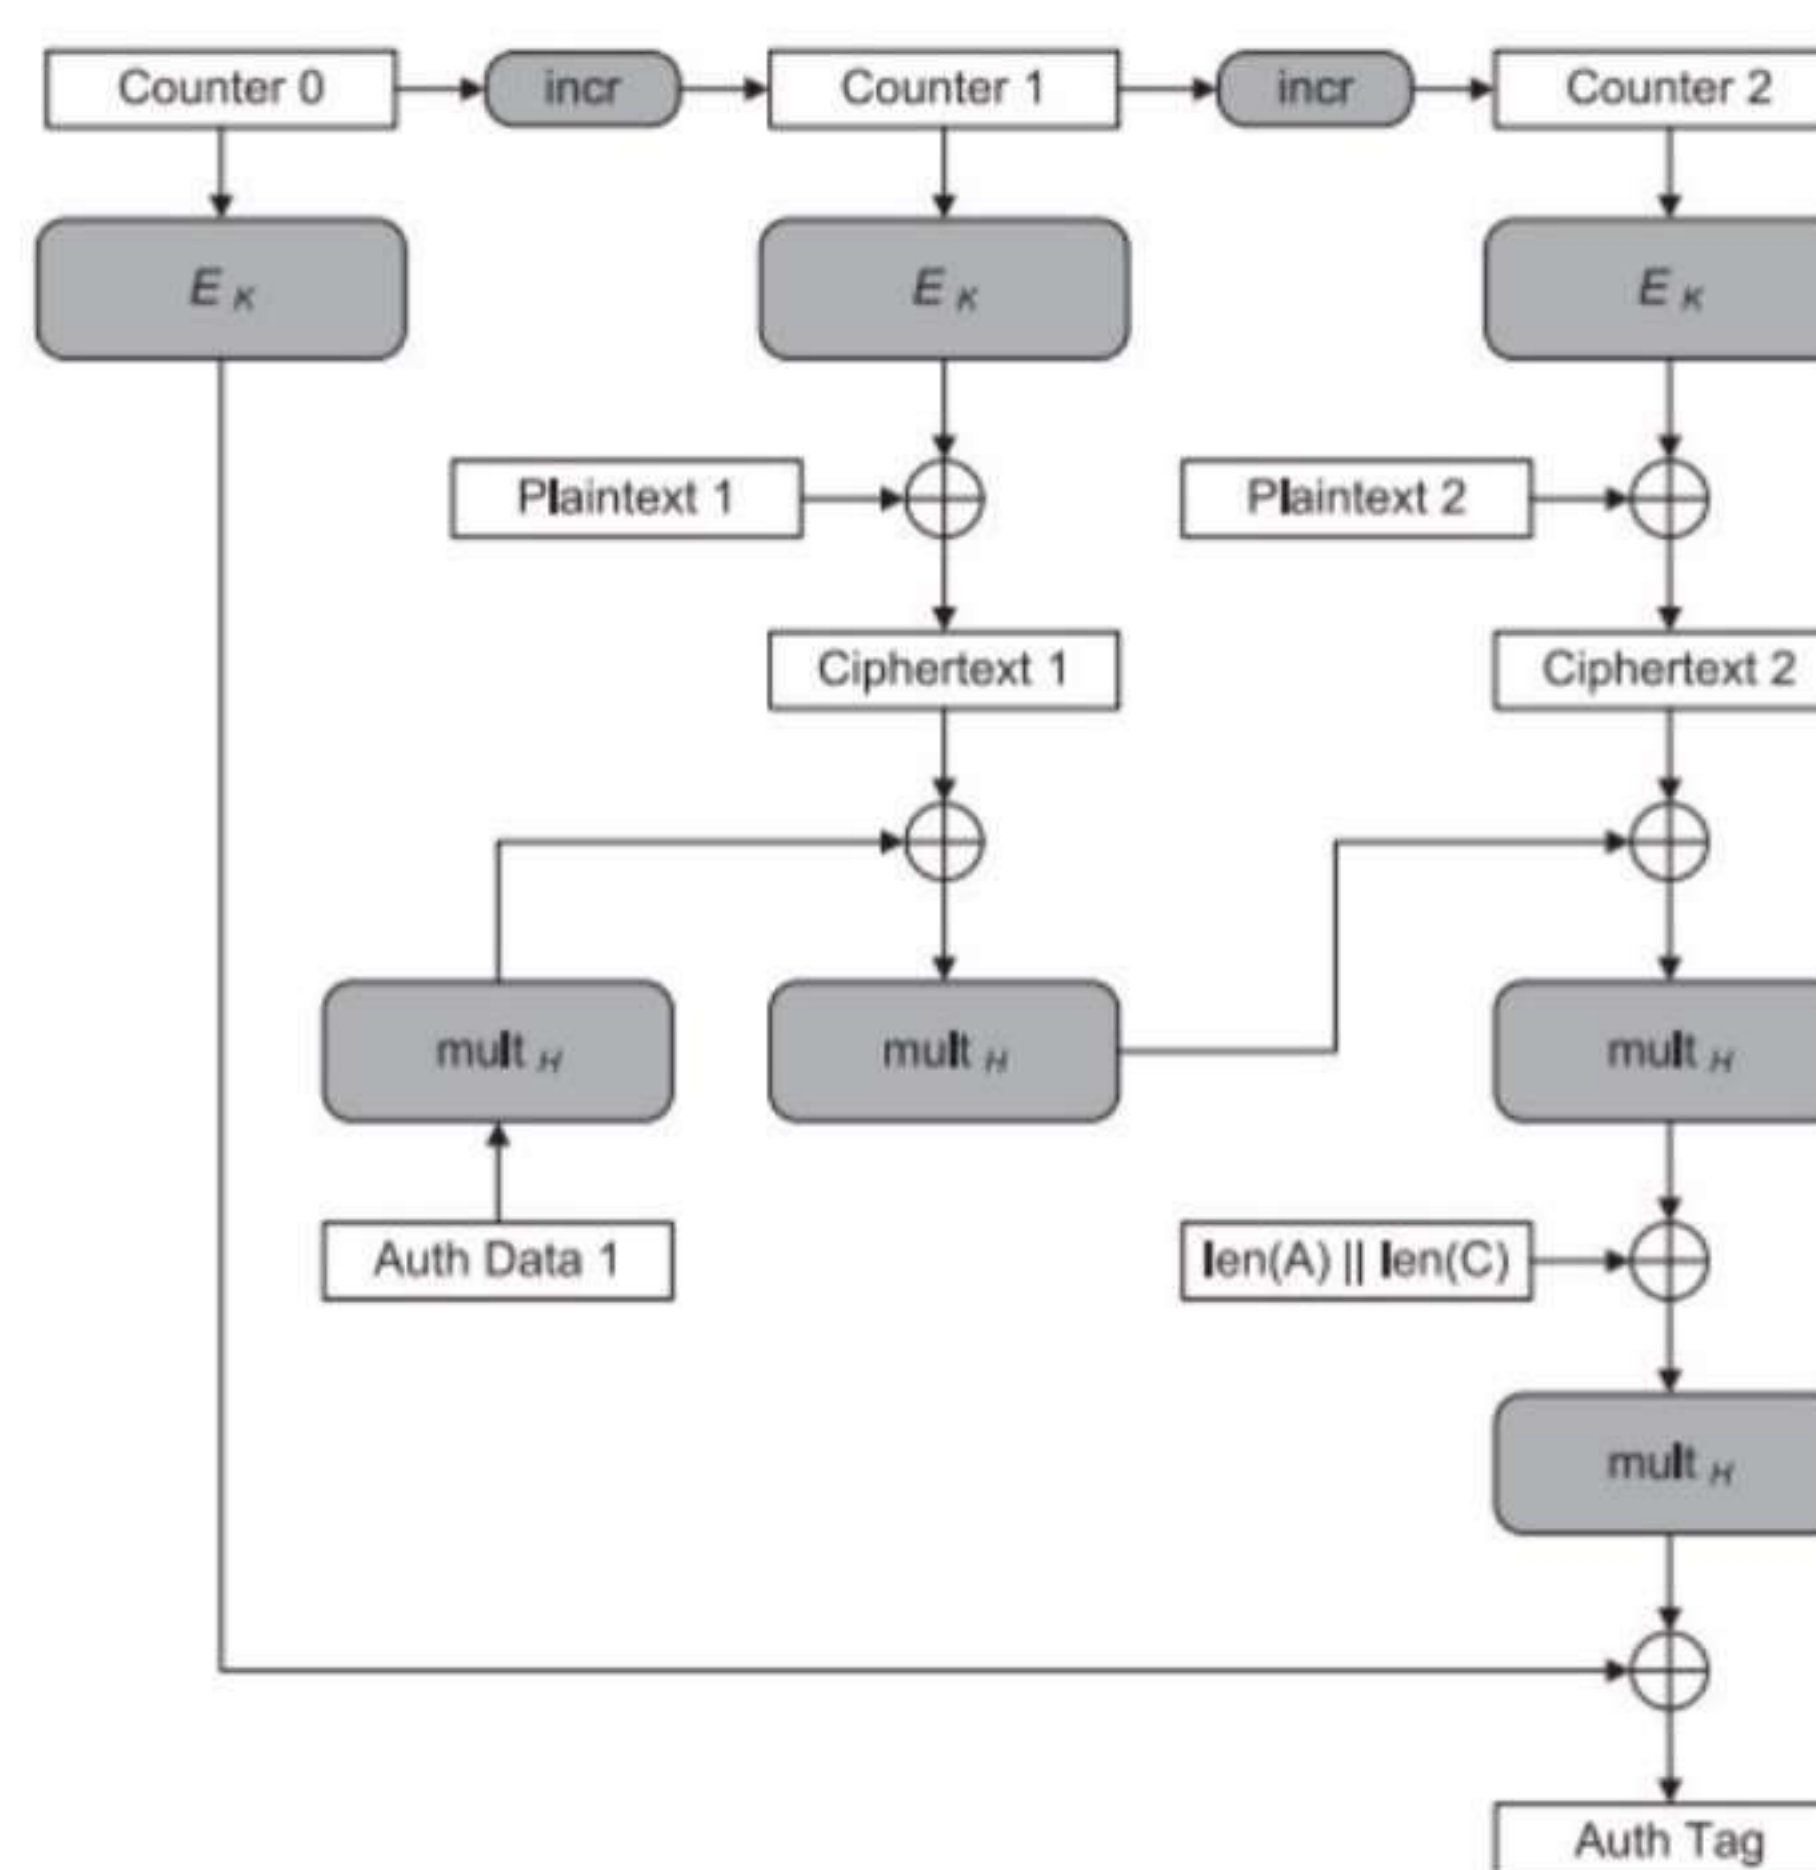 Counter 0
incr
Counter 1
incr
Counter 2
E K
E K
E K
Plaintext 1
Plaintext 2
Ciphertext 1
Ciphertext 2
mult H
mult H
mult H
Auth Data 1
len(A) || len(C)
mult H
Auth Tag